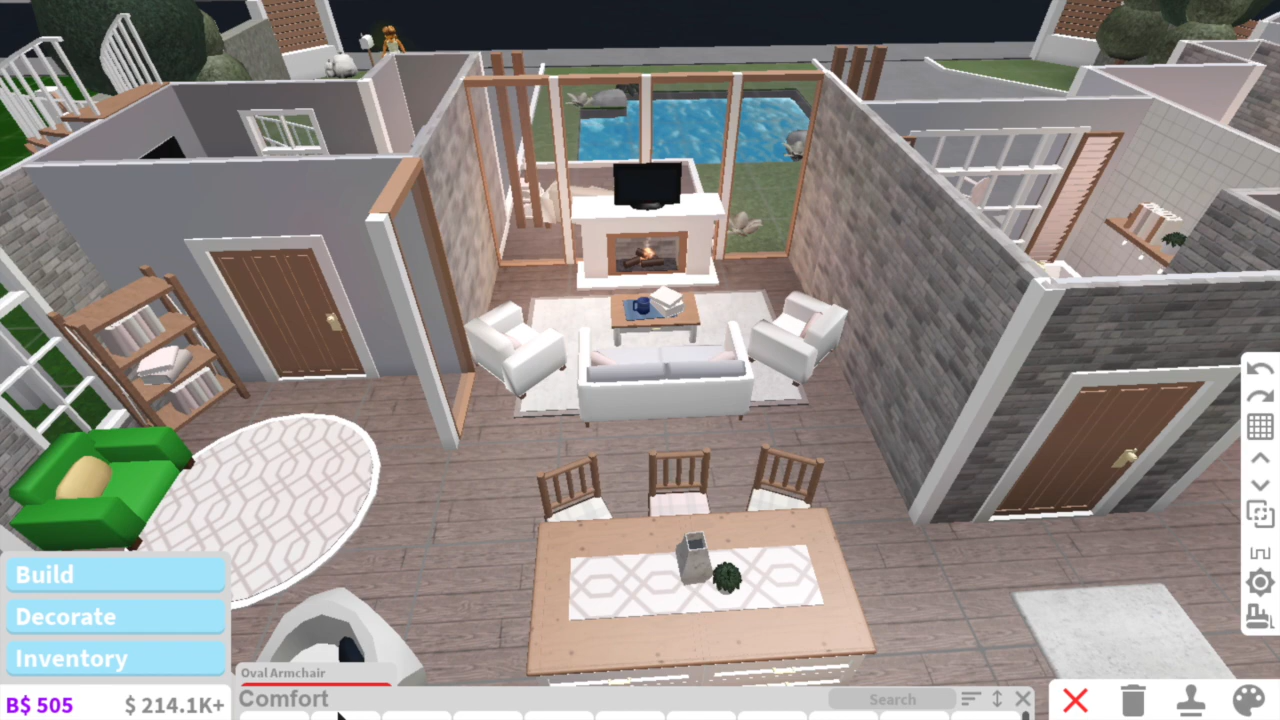 Build
Decorate
Inventory
B$ 505
$ 214.1K+
Oval Armchair
Comfort
Search